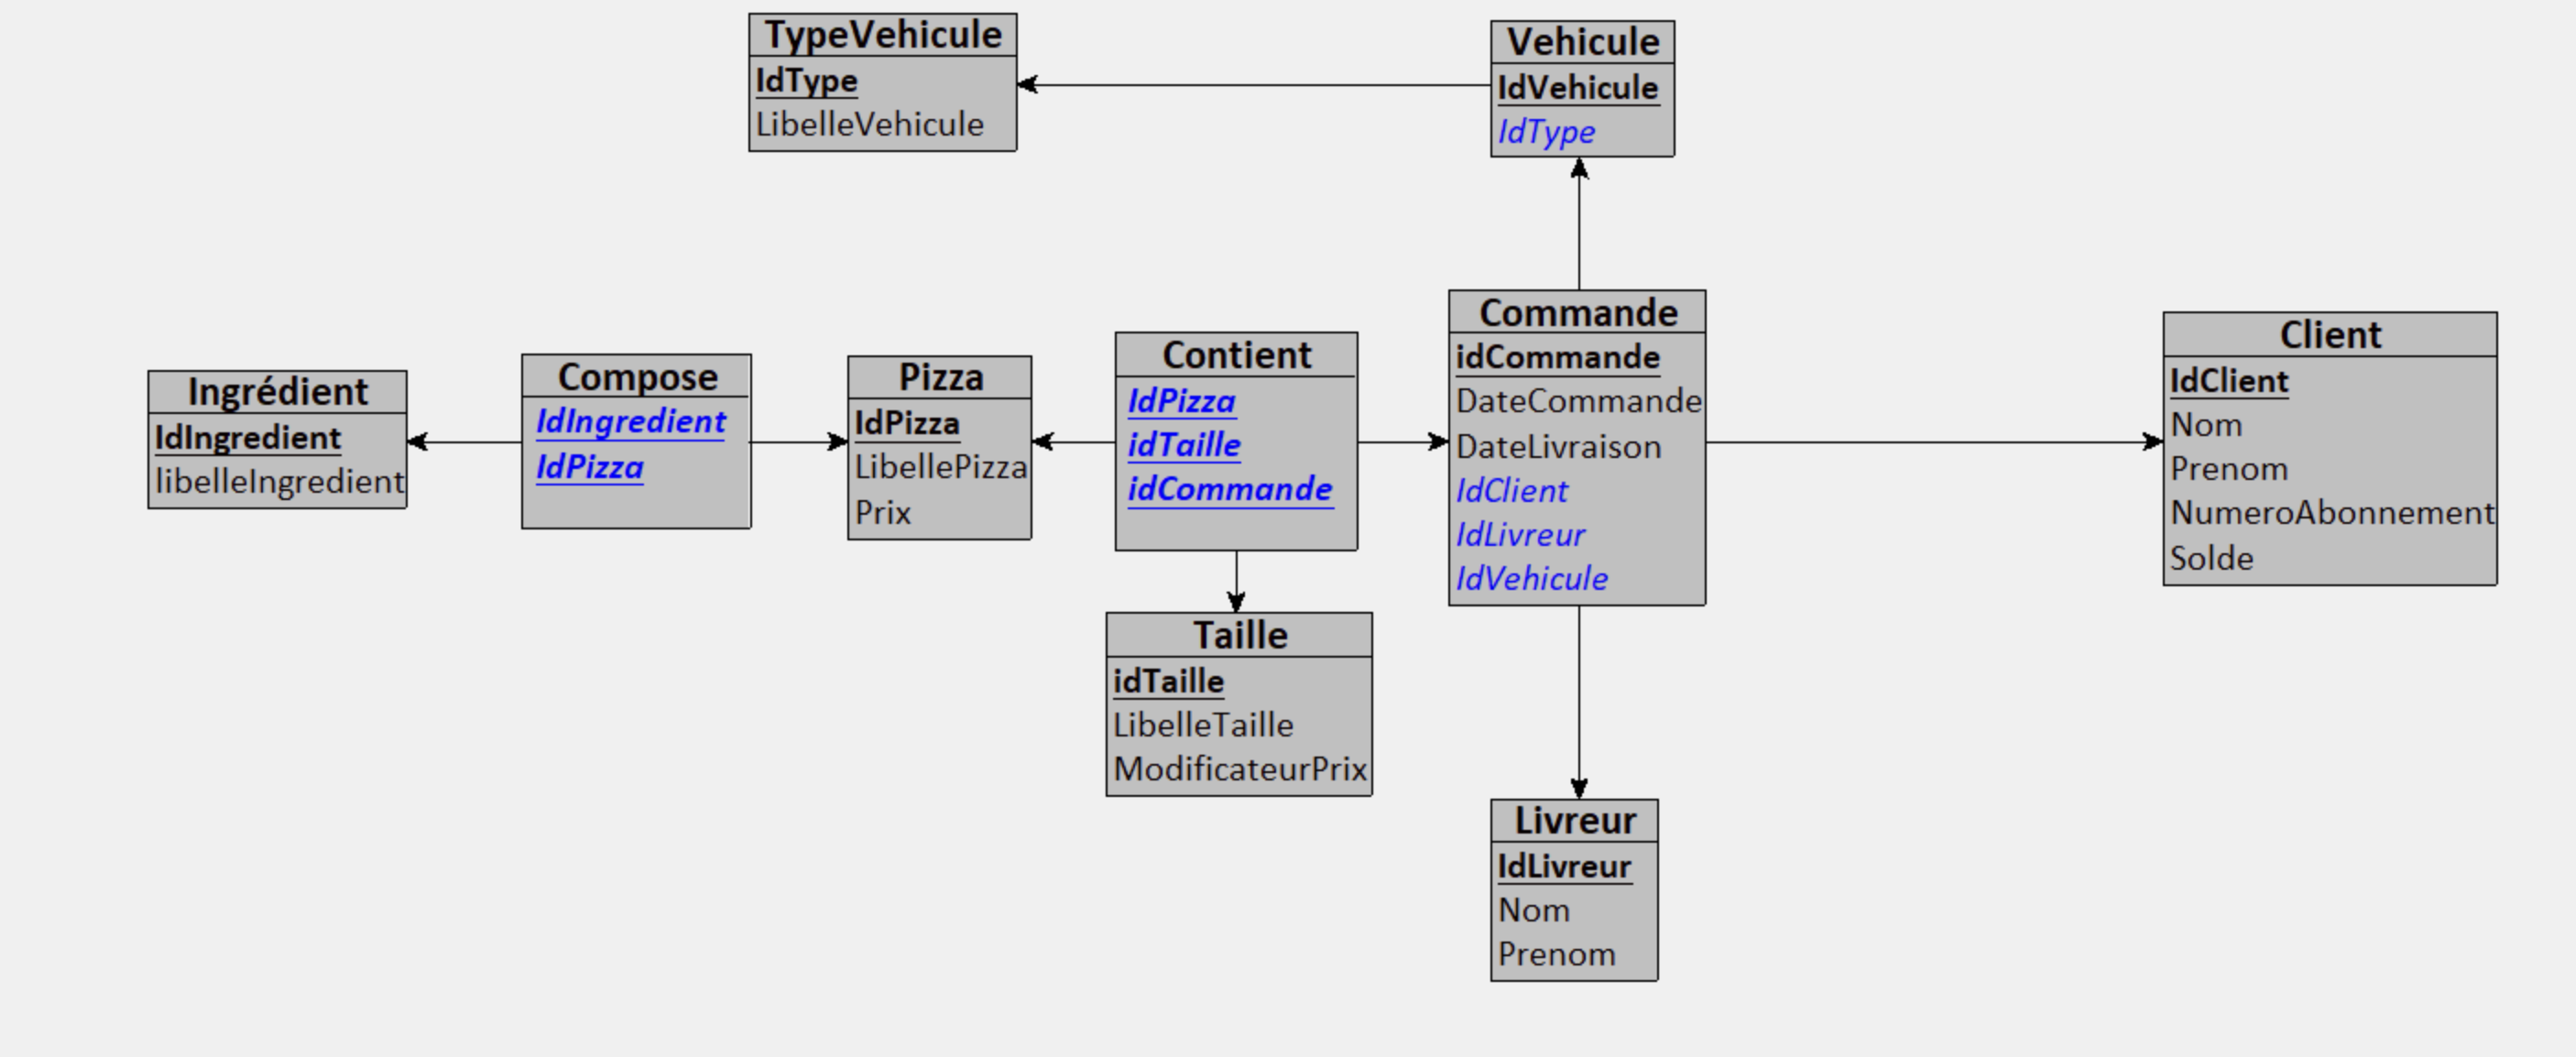 TypeVehicule
IdType
LibelleVehicule
Vehicule
IdVehicule
IdType
Ingrédient
IdIngredient
libelleIngredient
Compose
IdIngredient
IdPizza
Pizza
IdPizza
LibellePizza
Prix
Contient
IdPizza
idTaille
idCommande
Commande
idCommande
DateCommande
DateLivraison
IdClient
IdLivreur
IdVehicule
Client
IdClient
Nom
Prenom
NumeroAbonnement
Solde
Taille
idTaille
LibelleTaille
ModificateurPrix
Livreur
IdLivreur
Nom
Prenom